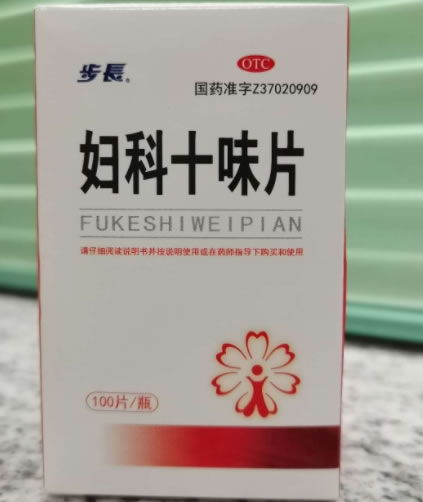 步長®
OTC
国药准字Z37020909
妇科十味片
FUKESHIWEIPIAN
请仔细阅读说明书并按说明使用或在药师指导下购买和使用
100片/瓶